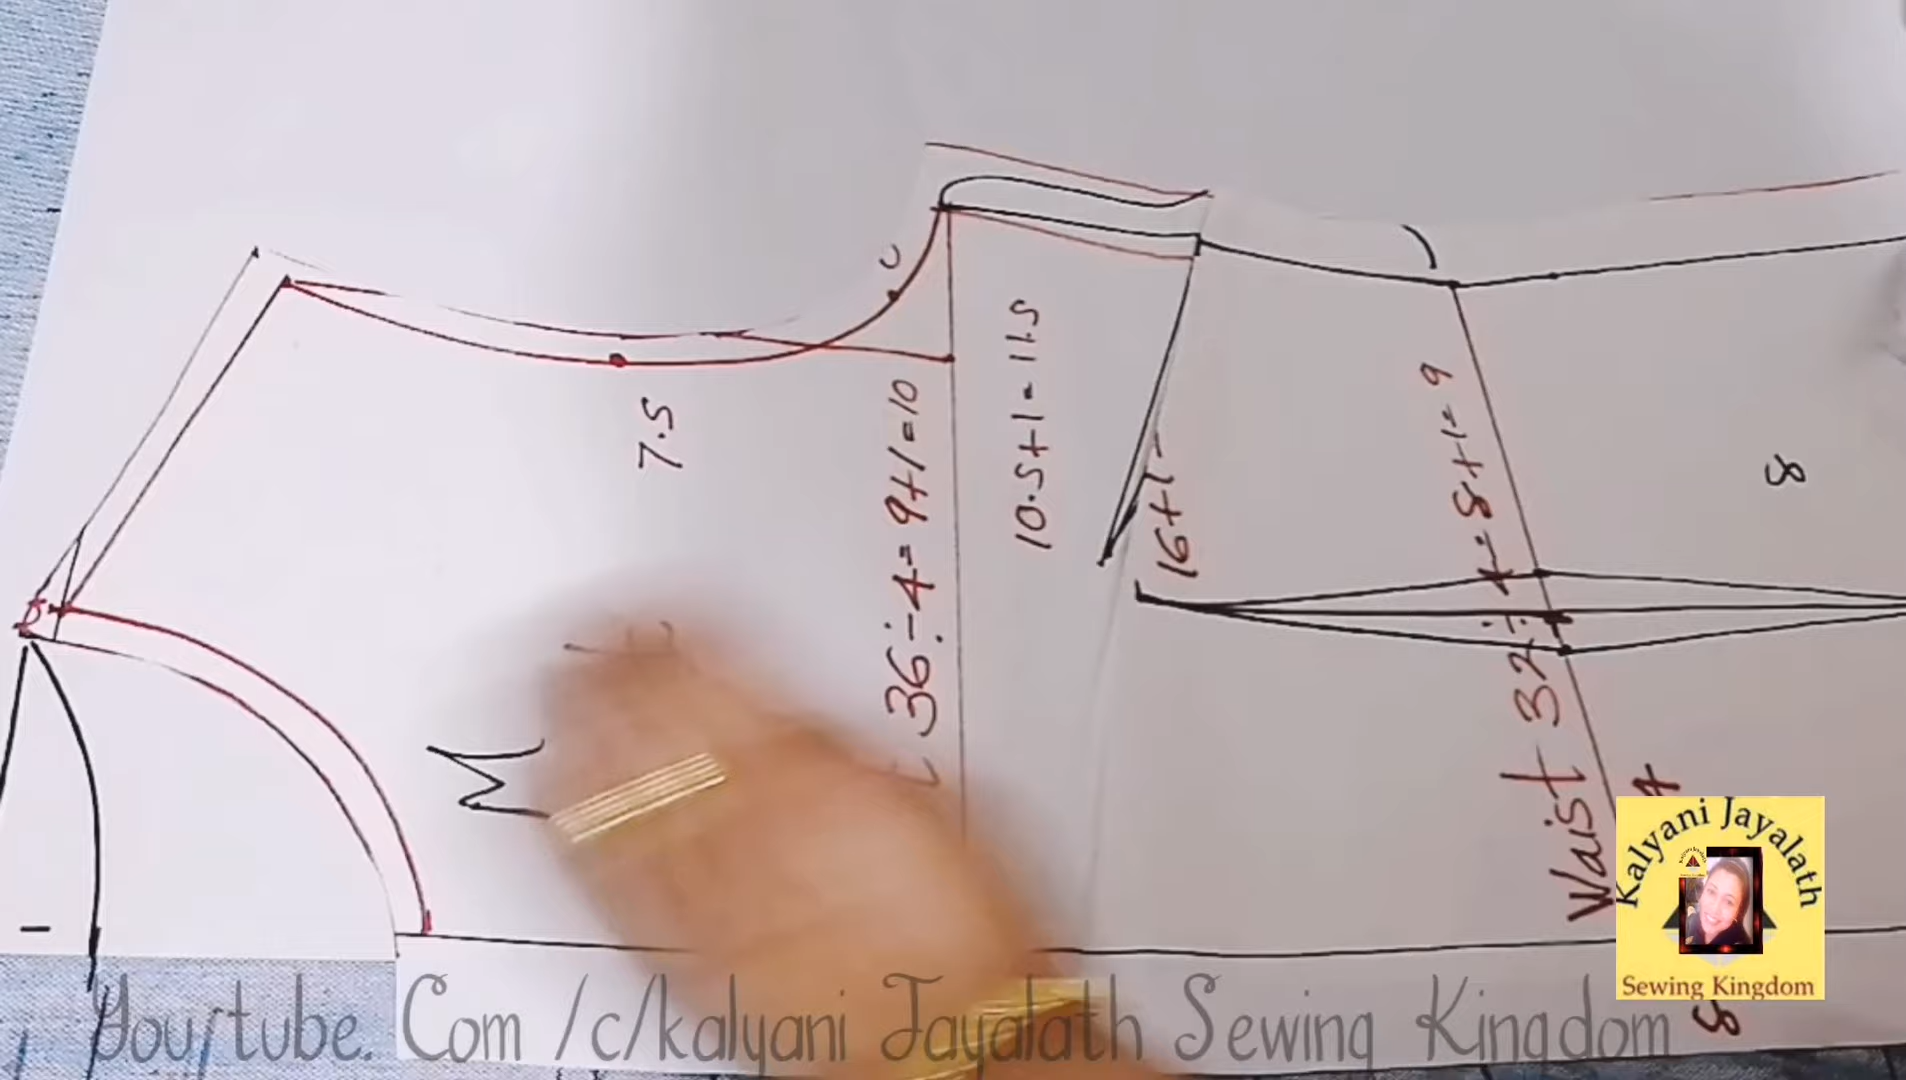 7.5
36÷4=9+1=10
10.5+1=11.5
16+1=
Waist 32÷4=8+1=9
8
M
Kalyani Jayalath
Sewing Kingdom
8
Youtube. Com /c/kalyani Jayalath Sewing Kingdom